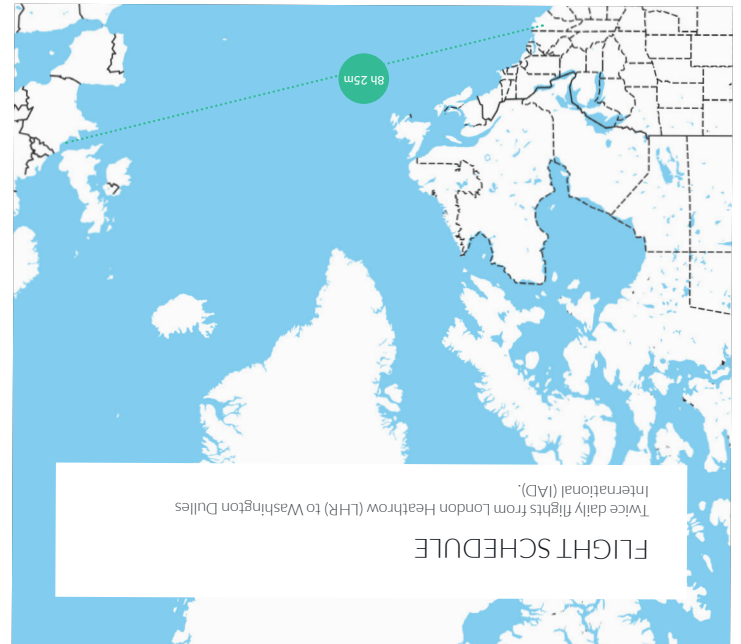 FLIGHT SCHEDULE
Twice daily flights from London Heathrow (LHR) to Washington Dulles
International (IAD).
8h 25m